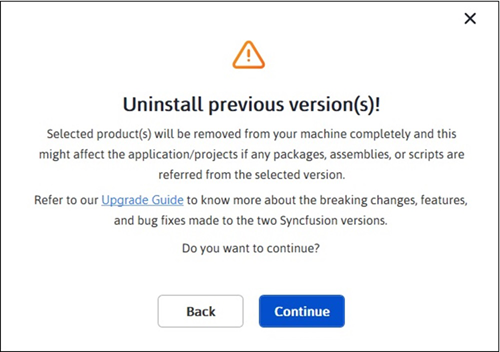 Uninstall previous version(s)!
Selected product(s) will be removed from your machine completely and this
might affect the application/projects if any packages, assemblies, or scripts are
referred from the selected version.
Refer to our Upgrade Guide to know more about the breaking changes, features,
and bug fixes made to the two Syncfusion versions.
Do you want to continue?
Back
Continue